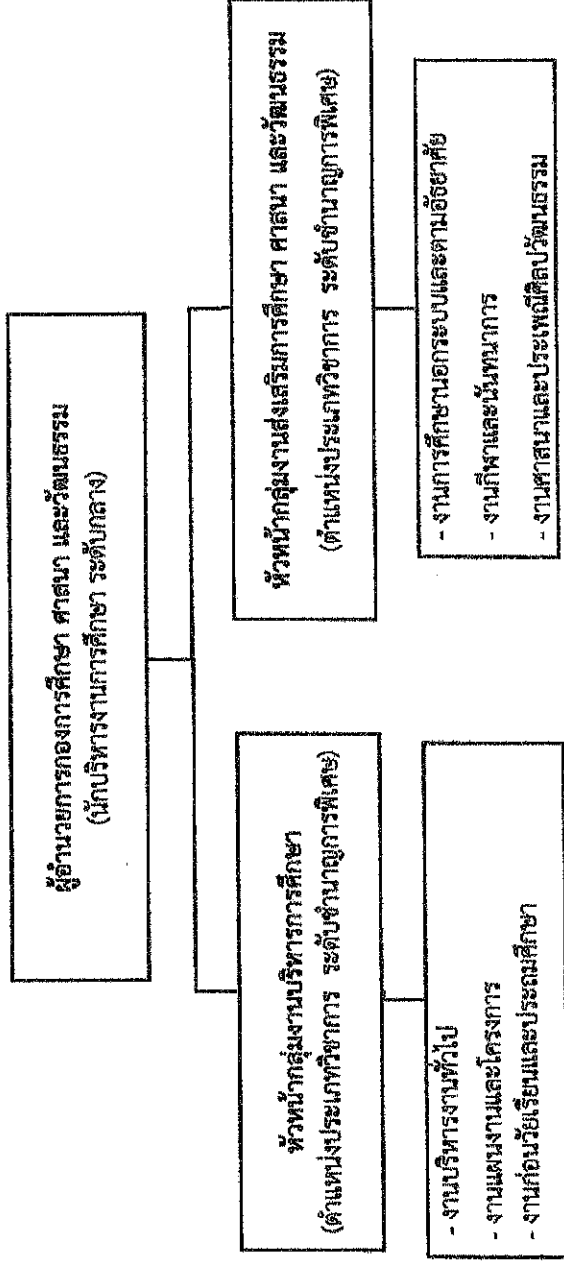 ผู้อำนวยการกองการศึกษา ศาสนา และวัฒนธรรม
(นักบริหารงานการศึกษา ระดับกลาง)
หัวหน้ากลุ่มงานบริหารการศึกษา
(ตำแหน่งประเภทวิชาการ ระดับชำนาญการพิเศษ)
- งานบริหารงานทั่วไป
- งานแผนงานและโครงการ
- งานก่อนวัยเรียนและประถมศึกษา
หัวหน้ากลุ่มงานส่งเสริมการศึกษา ศาสนา และวัฒนธรรม
(ตำแหน่งประเภทวิชาการ ระดับชำนาญการพิเศษ)
- งานการศึกษานอกระบบและตามอัธยาศัย
- งานกีฬาและนันทนาการ
- งานศาสนาและประเพณีศิลปวัฒนธรรม